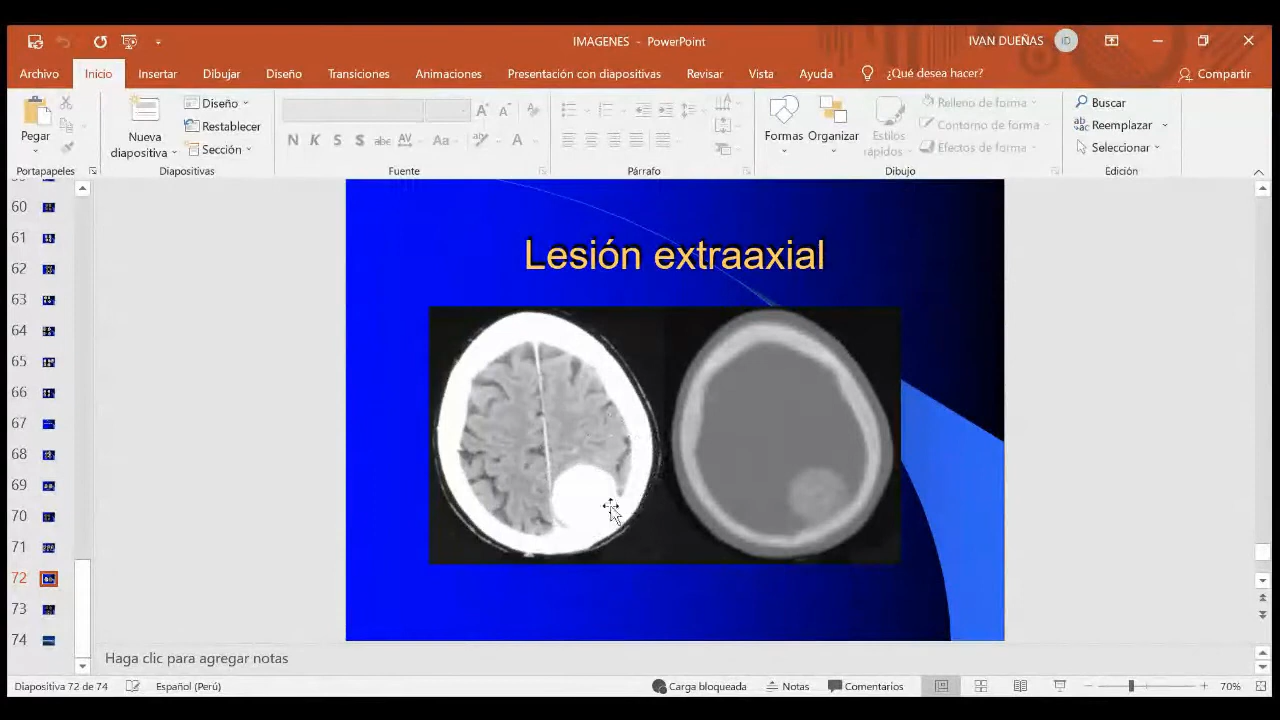 IMAGENES - PowerPoint
IVAN DUEÑAS
ID
Archivo Inicio Insertar Dibujar Diseño Transiciones Animaciones Presentación con diapositivas Revisar Vista Ayuda ¿Qué desea hacer? Compartir
Pegar
Nueva
diapositiva
Diseño
Restablecer
Sección
N K S S abc AV Aa A
Formas
Organizar
Estilos
rápidos
Relleno de forma
Contorno de forma
Efectos de forma
Buscar
Reemplazar
Seleccionar
Portapapeles Diapositivas Fuente Párrafo Dibujo Edición
60
61
62
63
64
65
66
67
68
69
70
71
72
73
74
Lesión extraaxial
Haga clic para agregar notas
Diapositiva 72 de 74 Español (Perú) Carga bloqueada Notas Comentarios 70%